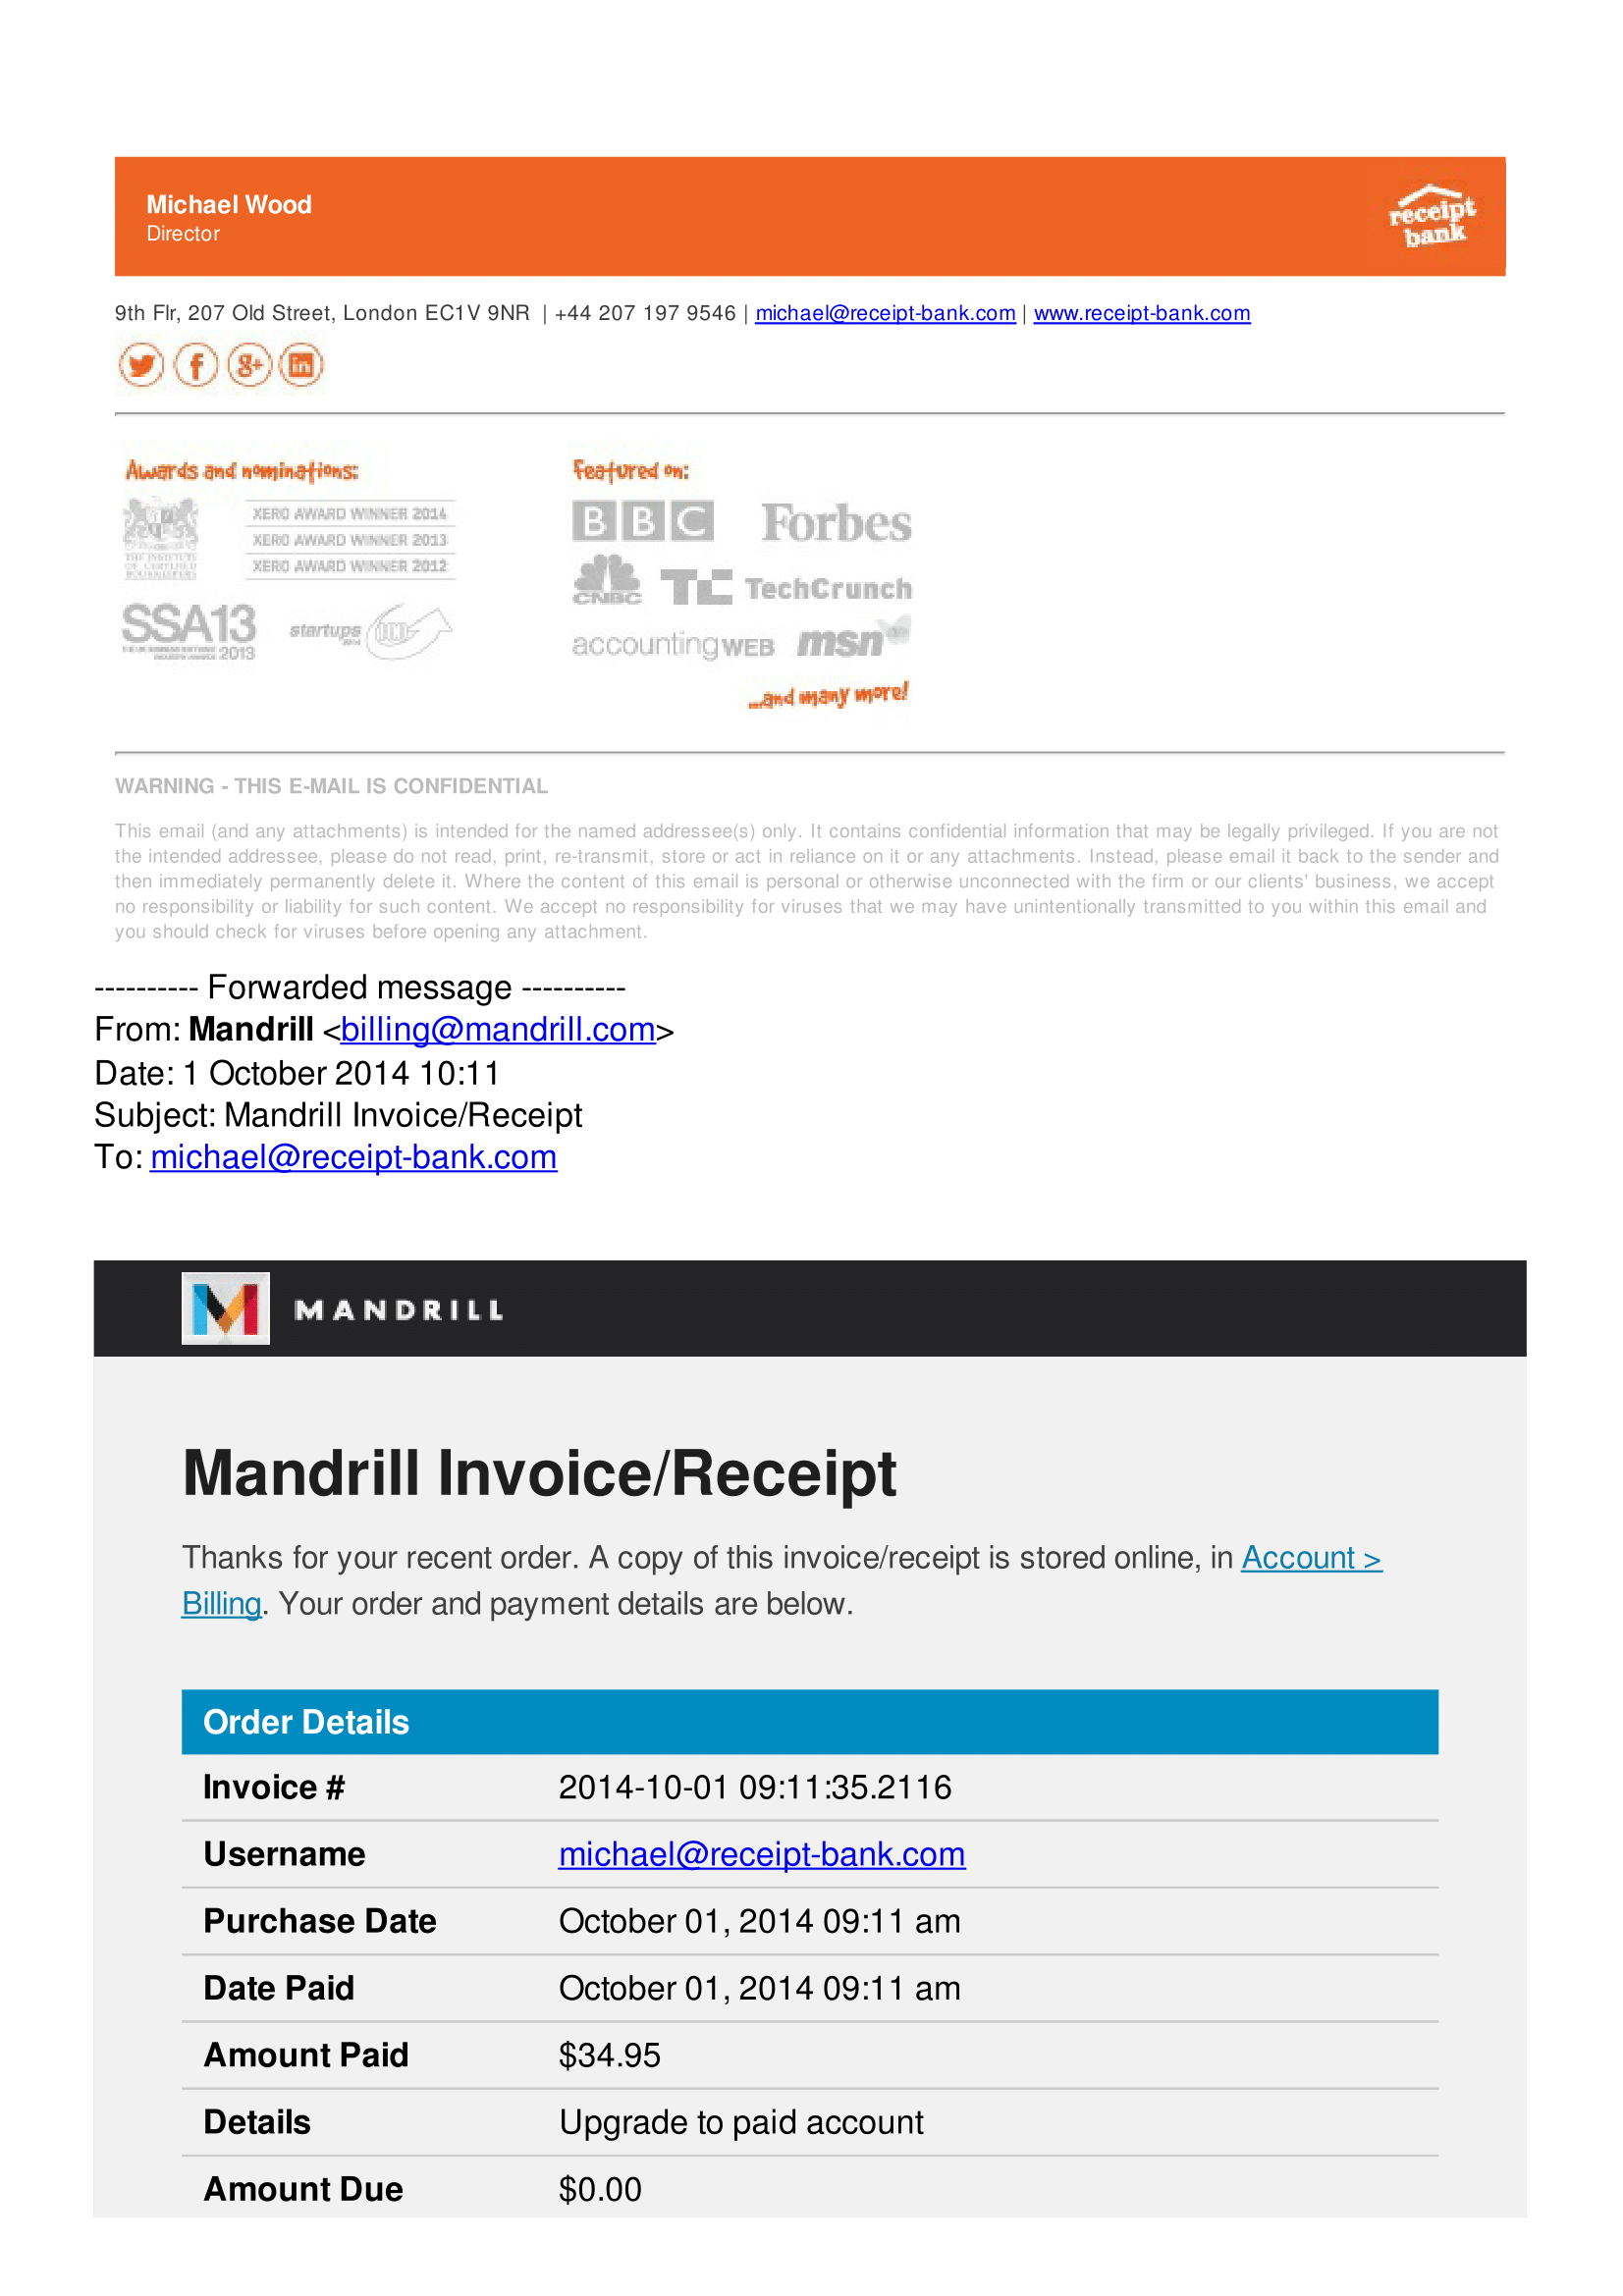 Michael Wood
Director
receipt
bank
9th Flr, 207 Old Street, London EC1V 9NR | +44 207 197 9546 | michael@receipt-bank.com | www.receipt-bank.com
Awards and nominations:
Featured on:
XERO AWARD WINNER 2014
XERO AWARD WINNER 2013
XERO AWARD WINNER 2012
THE INSTITUTE
OF CERTIFIED
BOOKKEEPERS
BBC Forbes
CNBC TC TechCrunch
SSA13
2013
startups
100
accountingWEB msn
...and many more!
WARNING - THIS E-MAIL IS CONFIDENTIAL
This email (and any attachments) is intended for the named addressee(s) only. It contains confidential information that may be legally privileged. If you are not
the intended addressee, please do not read, print, re-transmit, store or act in reliance on it or any attachments. Instead, please email it back to the sender and
then immediately permanently delete it. Where the content of this email is personal or otherwise unconnected with the firm or our clients' business, we accept
no responsibility or liability for such content. We accept no responsibility for viruses that we may have unintentionally transmitted to you within this email and
you should check for viruses before opening any attachment.
---------- Forwarded message ----------
From: Mandrill <billing@mandrill.com>
Date: 1 October 2014 10:11
Subject: Mandrill Invoice/Receipt
To: michael@receipt-bank.com
MANDRILL
Mandrill Invoice/Receipt
Thanks for your recent order. A copy of this invoice/receipt is stored online, in Account >
Billing. Your order and payment details are below.
Order Details
Invoice # 2014-10-01 09:11:35.2116
Username michael@receipt-bank.com
Purchase Date October 01, 2014 09:11 am
Date Paid October 01, 2014 09:11 am
Amount Paid $34.95
Details Upgrade to paid account
Amount Due $0.00